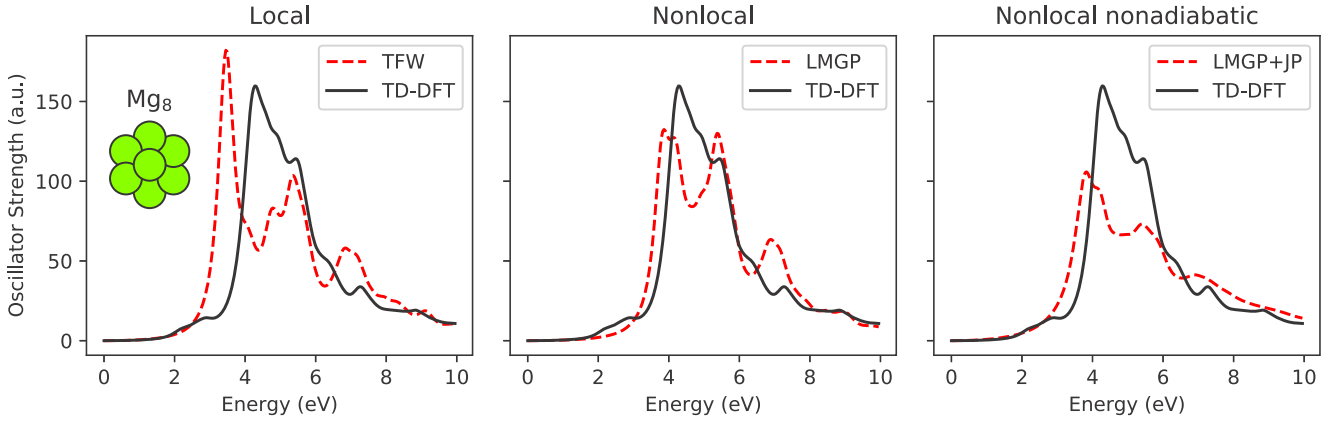 Local
Nonlocal
Nonlocal nonadiabatic
Oscillator Strength (a.u.)
150
100
50
0
Mg₈
TFW
TD-DFT
0 2 4 6 8 10
Energy (eV)
LMGP
TD-DFT
0 2 4 6 8 10
Energy (eV)
LMGP+JP
TD-DFT
0 2 4 6 8 10
Energy (eV)